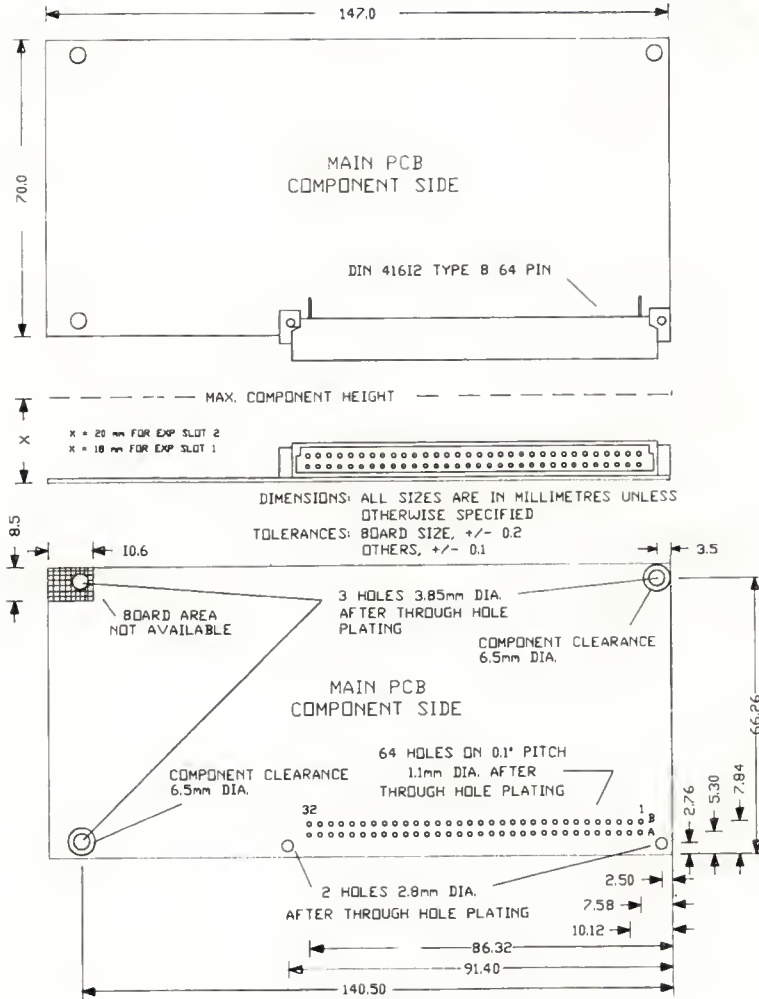 147.0
70.0
MAIN PCB
COMPONENT SIDE
DIN 41612 TYPE B 64 PIN
MAX. COMPONENT HEIGHT
X
X = 20 mm FOR EXP SLOT 2
X = 18 mm FOR EXP SLOT 1
DIMENSIONS: ALL SIZES ARE IN MILLIMETRES UNLESS
OTHERWISE SPECIFIED
TOLERANCES: BOARD SIZE, +/- 0.2
OTHERS, +/- 0.1
8.5
10.6
3.5
3 HOLES 3.85mm DIA.
AFTER THROUGH HOLE
PLATING
BOARD AREA
NOT AVAILABLE
COMPONENT CLEARANCE
6.5mm DIA.
MAIN PCB
COMPONENT SIDE
66.26
64 HOLES ON 0.1" PITCH
1.1mm DIA. AFTER
THROUGH HOLE PLATING
COMPONENT CLEARANCE
6.5mm DIA.
32
1
B
A
2.76
5.30
7.84
2 HOLES 2.8mm DIA.
AFTER THROUGH HOLE PLATING
2.50
7.58
10.12
86.32
91.40
140.50